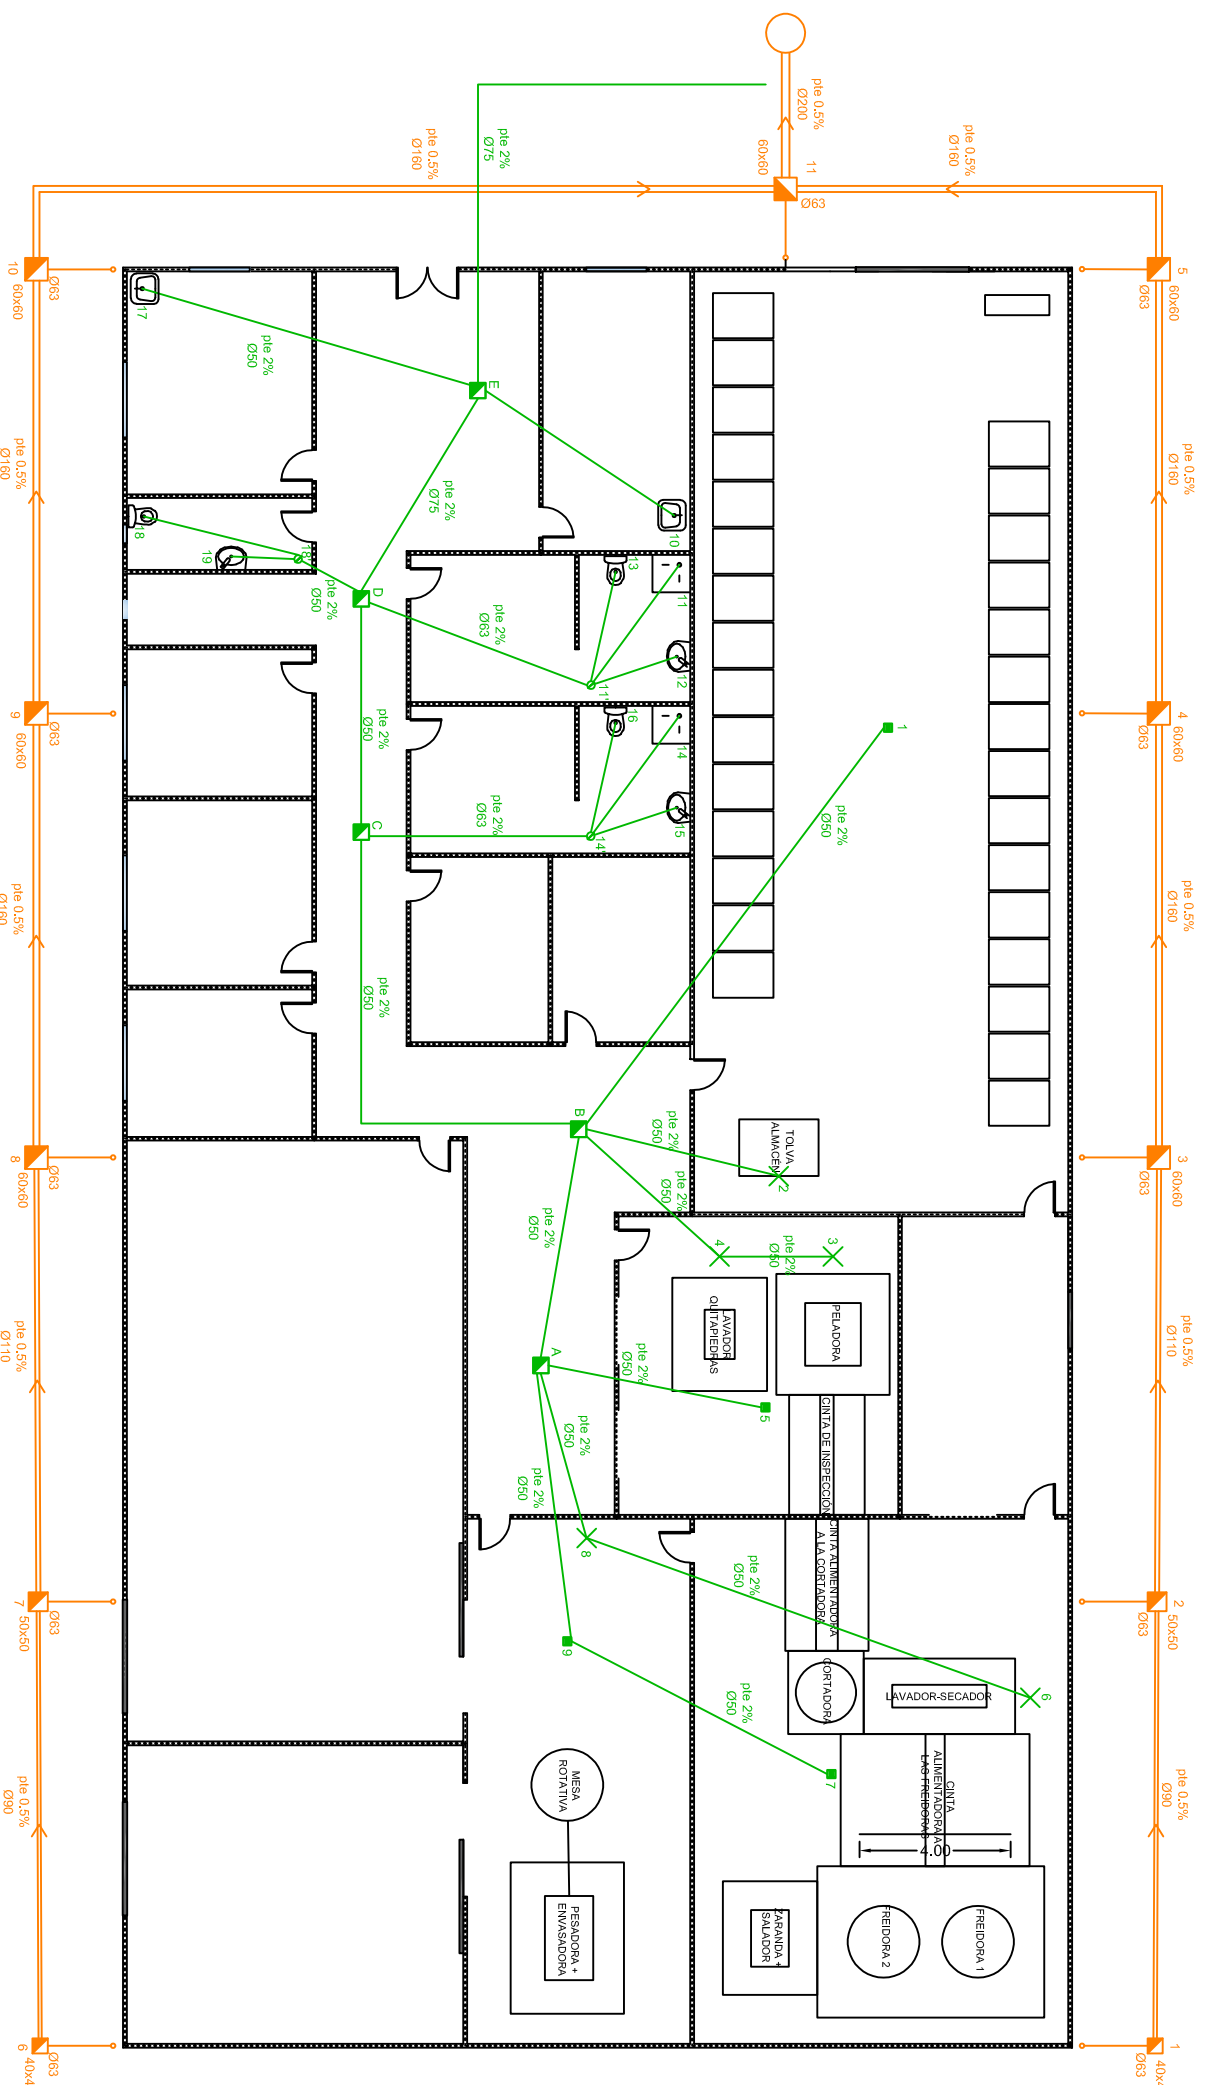 pte 0.5%
Ø200
11
60x60
Ø63
pte 0.5%
Ø160
pte 0.5%
Ø160
pte 2%
Ø75
10
60x60
Ø63
5
60x60
Ø63
17
pte 2%
Ø50
E
pte 2%
Ø75
10
pte 0.5%
Ø160
pte 0.5%
Ø160
18
19
18'
pte 2%
Ø50
D
13
11
12
11'
pte 2%
Ø63
9
60x60
Ø63
4
60x60
Ø63
pte 2%
Ø50
16
14
15
14'
pte 2%
Ø63
C
1
pte 2%
Ø50
pte 0.5%
Ø160
pte 0.5%
Ø160
pte 2%
Ø50
B
pte 2%
Ø50
TOLVA
ALMACÉN
2
8
60x60
Ø63
3
60x60
Ø63
pte 2%
Ø50
pte 2%
Ø50
4
3
pte 2%
Ø50
LAVADOR
QUITAPIEDRAS
PELADORA
A
pte 2%
Ø50
5
pte 0.5%
Ø110
pte 0.5%
Ø110
pte 2%
Ø50
pte 2%
Ø50
CINTA DE INSPECCIÓN
8
CINTA ALIMENTADORA
A LA CORTADORA
pte 2%
Ø50
7
50x50
Ø63
2
50x50
Ø63
9
CORTADORA
LAVADOR-SECADOR
6
pte 2%
Ø50
7
MESA
ROTATIVA
CINTA
ALIMENTADORA A
LAS FREIDORAS
4.00
pte 0.5%
Ø90
pte 0.5%
Ø90
PESADORA +
ENVASADORA
ZARANDA +
SALADOR
FREIDORA 2
FREIDORA 1
6
40x4
Ø63
1
40x4
Ø63